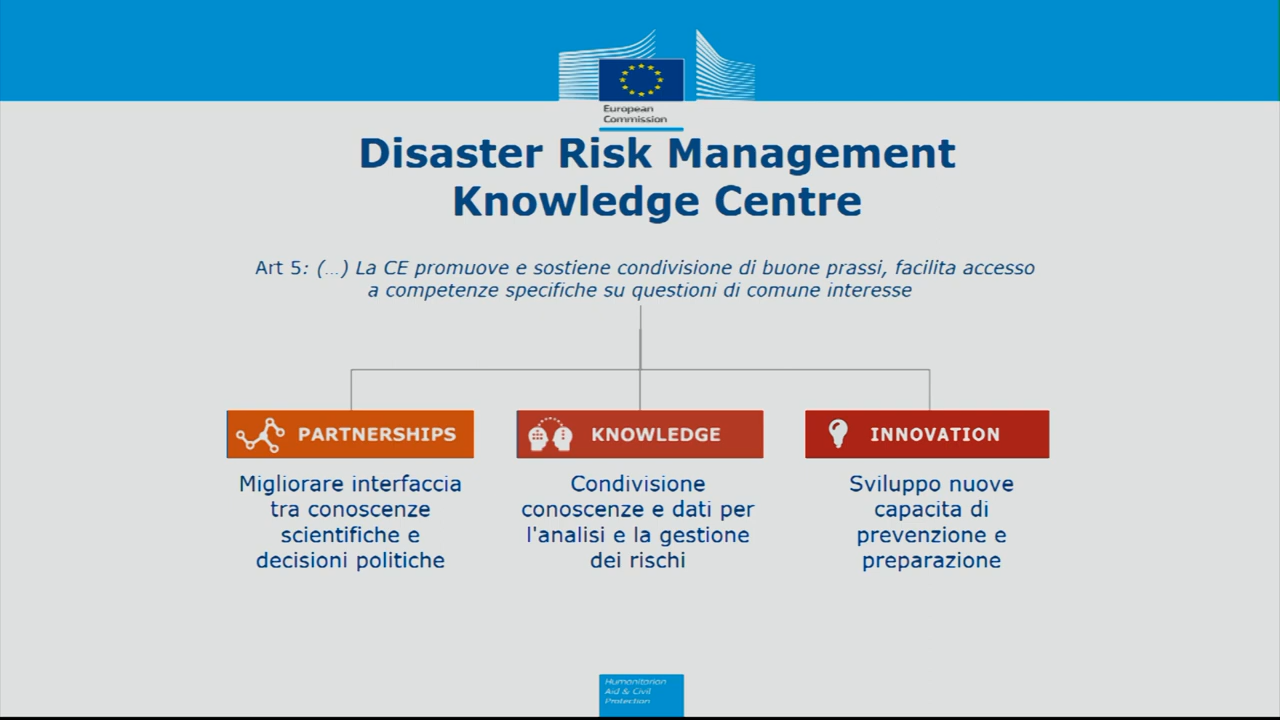 European
Commission
Disaster Risk Management
Knowledge Centre
Art 5: (...) La CE promuove e sostiene condivisione di buone prassi, facilita accesso
a competenze specifiche su questioni di comune interesse
PARTNERSHIPS
Migliorare interfaccia
tra conoscenze
scientifiche e
decisioni politiche
KNOWLEDGE
Condivisione
conoscenze e dati per
l'analisi e la gestione
dei rischi
INNOVATION
Sviluppo nuove
capacita di
prevenzione e
preparazione
Humanitarian
Aid & Civil
Protection